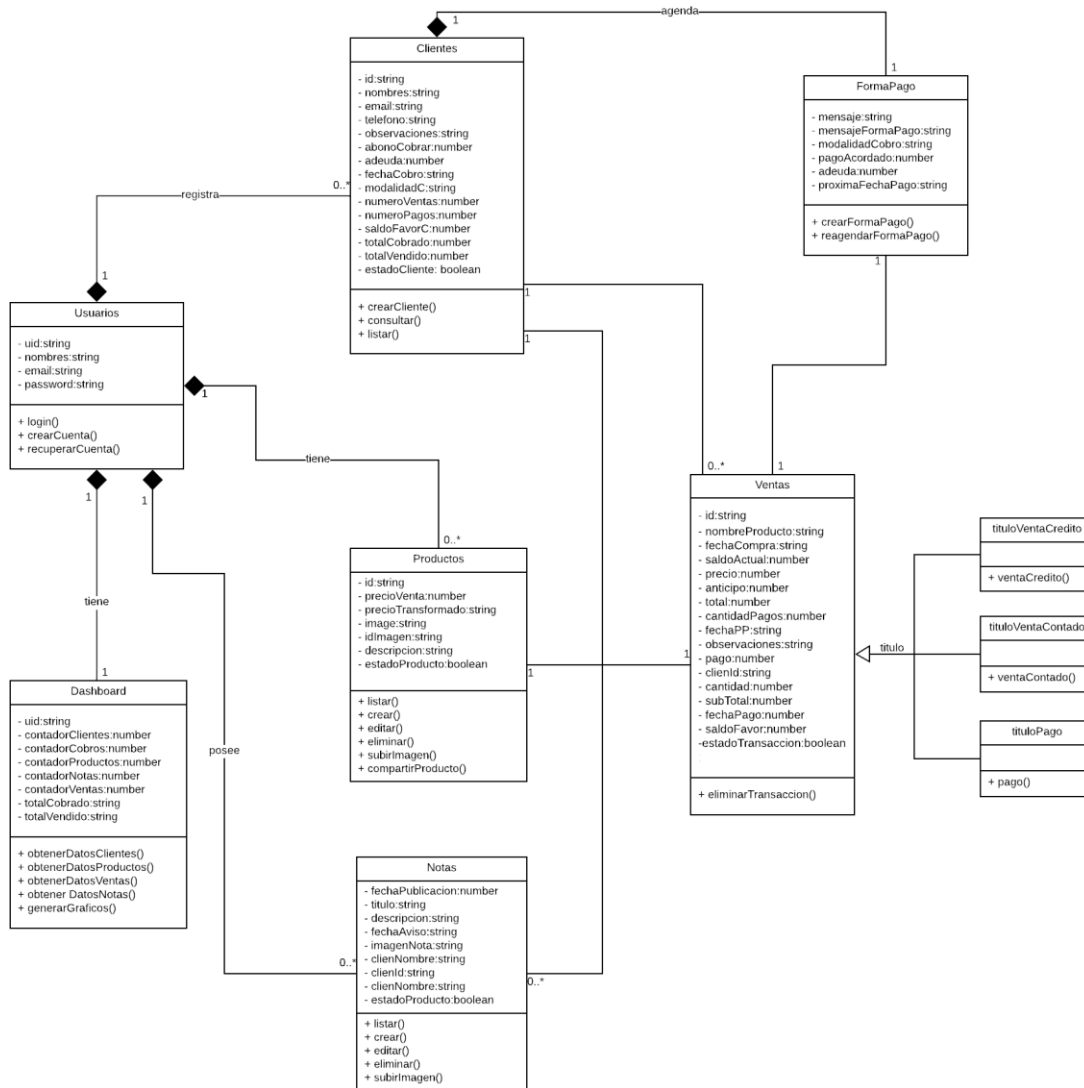 1
agenda
1
Clientes
- id:string
- nombres:string
- email:string
- telefono:string
- observaciones:string
- abonoCobrar:number
- adeuda:number
- fechaCobro:string
- modalidadC:string
- numeroVentas:number
- numeroPagos:number
- saldoFavorC:number
- totalCobrado:number
- totalVendido:number
- estadoCliente: boolean
+ crearCliente()
+ consultar()
+ listar()
FormaPago
- mensaje:string
- mensajeFormaPago:string
- modalidadCobro:string
- pagoAcordado:number
- adeuda:number
- proximaFechaPago:string
+ crearFormaPago()
+ reagendarFormaPago()
1
0..*
registra
1
1
1
Usuarios
- uid:string
- nombres:string
- email:string
- password:string
+ login()
+ crearCuenta()
+ recuperarCuenta()
1
tiene
1
1
0..*
1
0..*
Ventas
- id:string
- nombreProducto:string
- fechaCompra:string
- saldoActual:number
- precio:number
- anticipo:number
- total:number
- cantidadPagos:number
- fechaPP:string
- observaciones:string
- pago:number
- clienId:string
- cantidad:number
- subTotal:number
- fechaPago:number
- saldoFavor:number
-estadoTransaccion:boolean
+ eliminarTransaccion()
tituloVentaCredito
+ ventaCredito()
tituloVentaContado
+ ventaContado()
tituloPago
+ pago()
titulo
Productos
- id:string
- precioVenta:number
- precioTransformado:string
- image:string
- idImagen:string
- descripcion:string
- estadoProducto:boolean
+ listar()
+ crear()
+ editar()
+ eliminar()
+ subirImagen()
+ compartirProducto()
1
1
tiene
1
Dashboard
- uid:string
- contadorClientes:number
- contadorCobros:number
- contadorProductos:number
- contadorNotas:number
- contadorVentas:number
- totalCobrado:string
- totalVendido:string
+ obtenerDatosClientes()
+ obtenerDatosProductos()
+ obtenerDatosVentas()
+ obtener DatosNotas()
+ generarGraficos()
posee
Notas
- fechaPublicacion:number
- titulo:string
- descripcion:string
- fechaAviso:string
- imagenNota:string
- clienNombre:string
- clienId:string
- clienNombre:string
- estadoProducto:boolean
+ listar()
+ crear()
+ editar()
+ eliminar()
+ subirImagen()
0..*
0..*